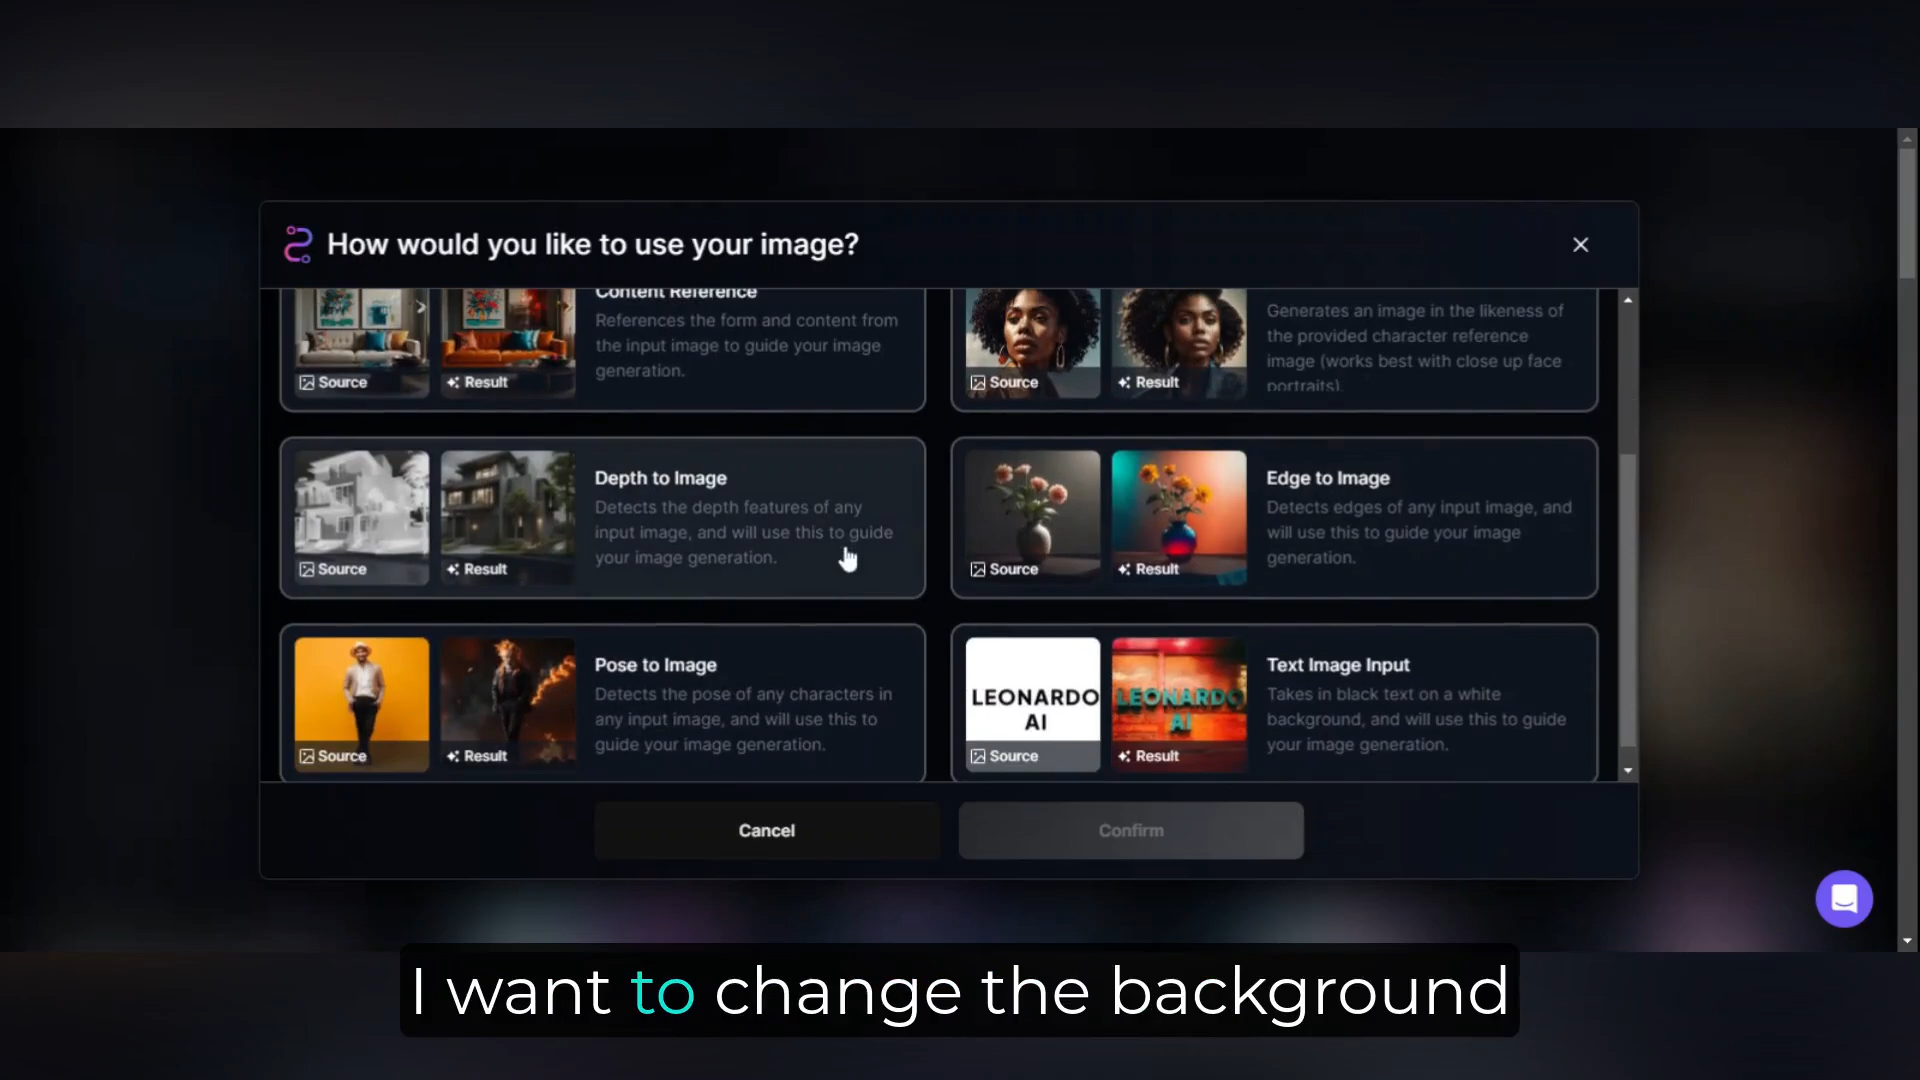 How would you like to use your image?
Content Reference
References the form and content from
the input image to guide your image
generation.
Source
Result
Generates an image in the likeness of
the provided character reference
image (works best with close up face
portraits).
Source
Result
Depth to Image
Detects the depth features of any
input image, and will use this to guide
your image generation.
Source
Result
Edge to Image
Detects edges of any input image, and
will use this to guide your image
generation.
Source
Result
Pose to Image
Detects the pose of any characters in
any input image, and will use this to
guide your image generation.
Source
Result
LEONARDO
AI
Source
LEONARDO
AI
Result
Text Image Input
Takes in black text on a white
background, and will use this to guide
your image generation.
Cancel
Confirm
I want to change the background